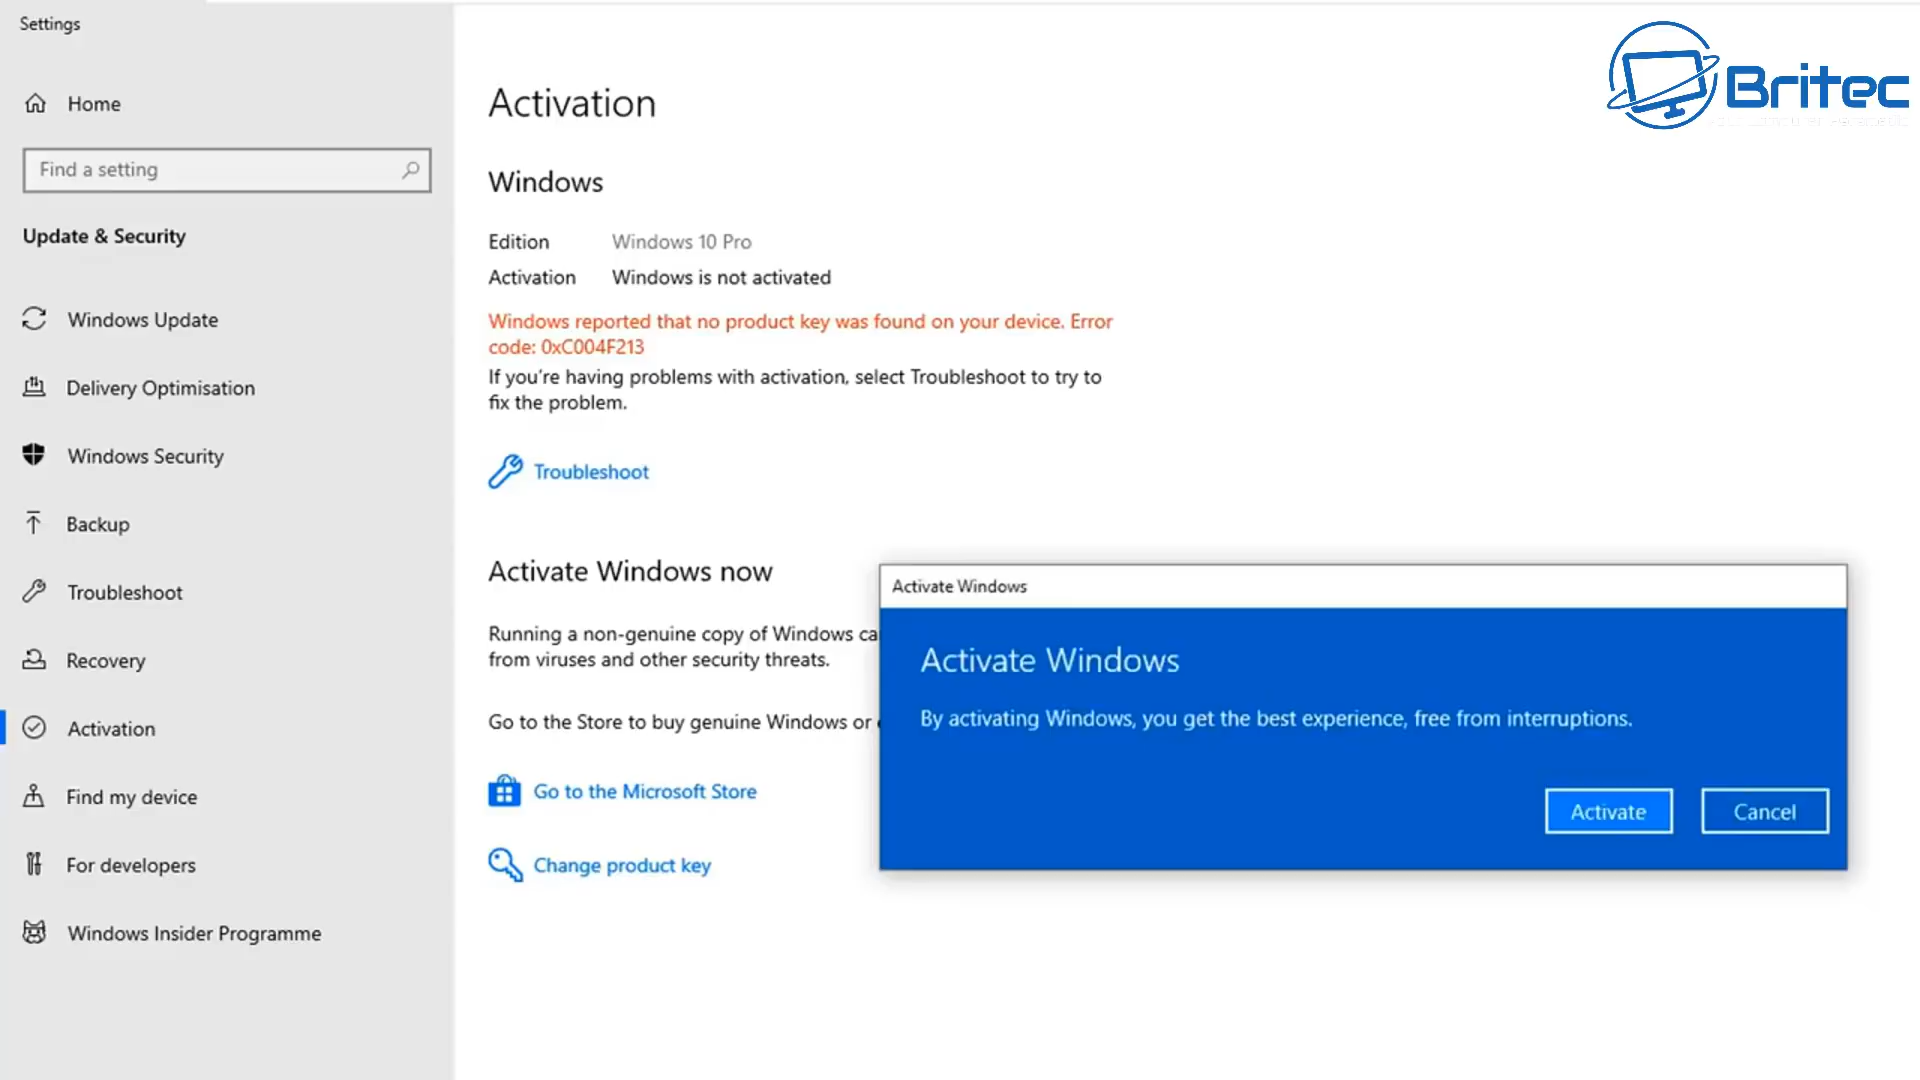 Settings
Home
Find a setting
Update & Security
Windows Update
Delivery Optimisation
Windows Security
Backup
Troubleshoot
Recovery
Activation
Find my device
For developers
Windows Insider Programme
Britec
Activation
Windows
Edition Windows 10 Pro
Activation Windows is not activated
Windows reported that no product key was found on your device. Error
code: 0xC004F213
If you're having problems with activation, select Troubleshoot to try to
fix the problem.
Troubleshoot
Activate Windows now
Running a non-genuine copy of Windows ca
from viruses and other security threats.
Go to the Store to buy genuine Windows or
Go to the Microsoft Store
Change product key
Activate Windows
Activate Windows
By activating Windows, you get the best experience, free from interruptions.
Activate Cancel